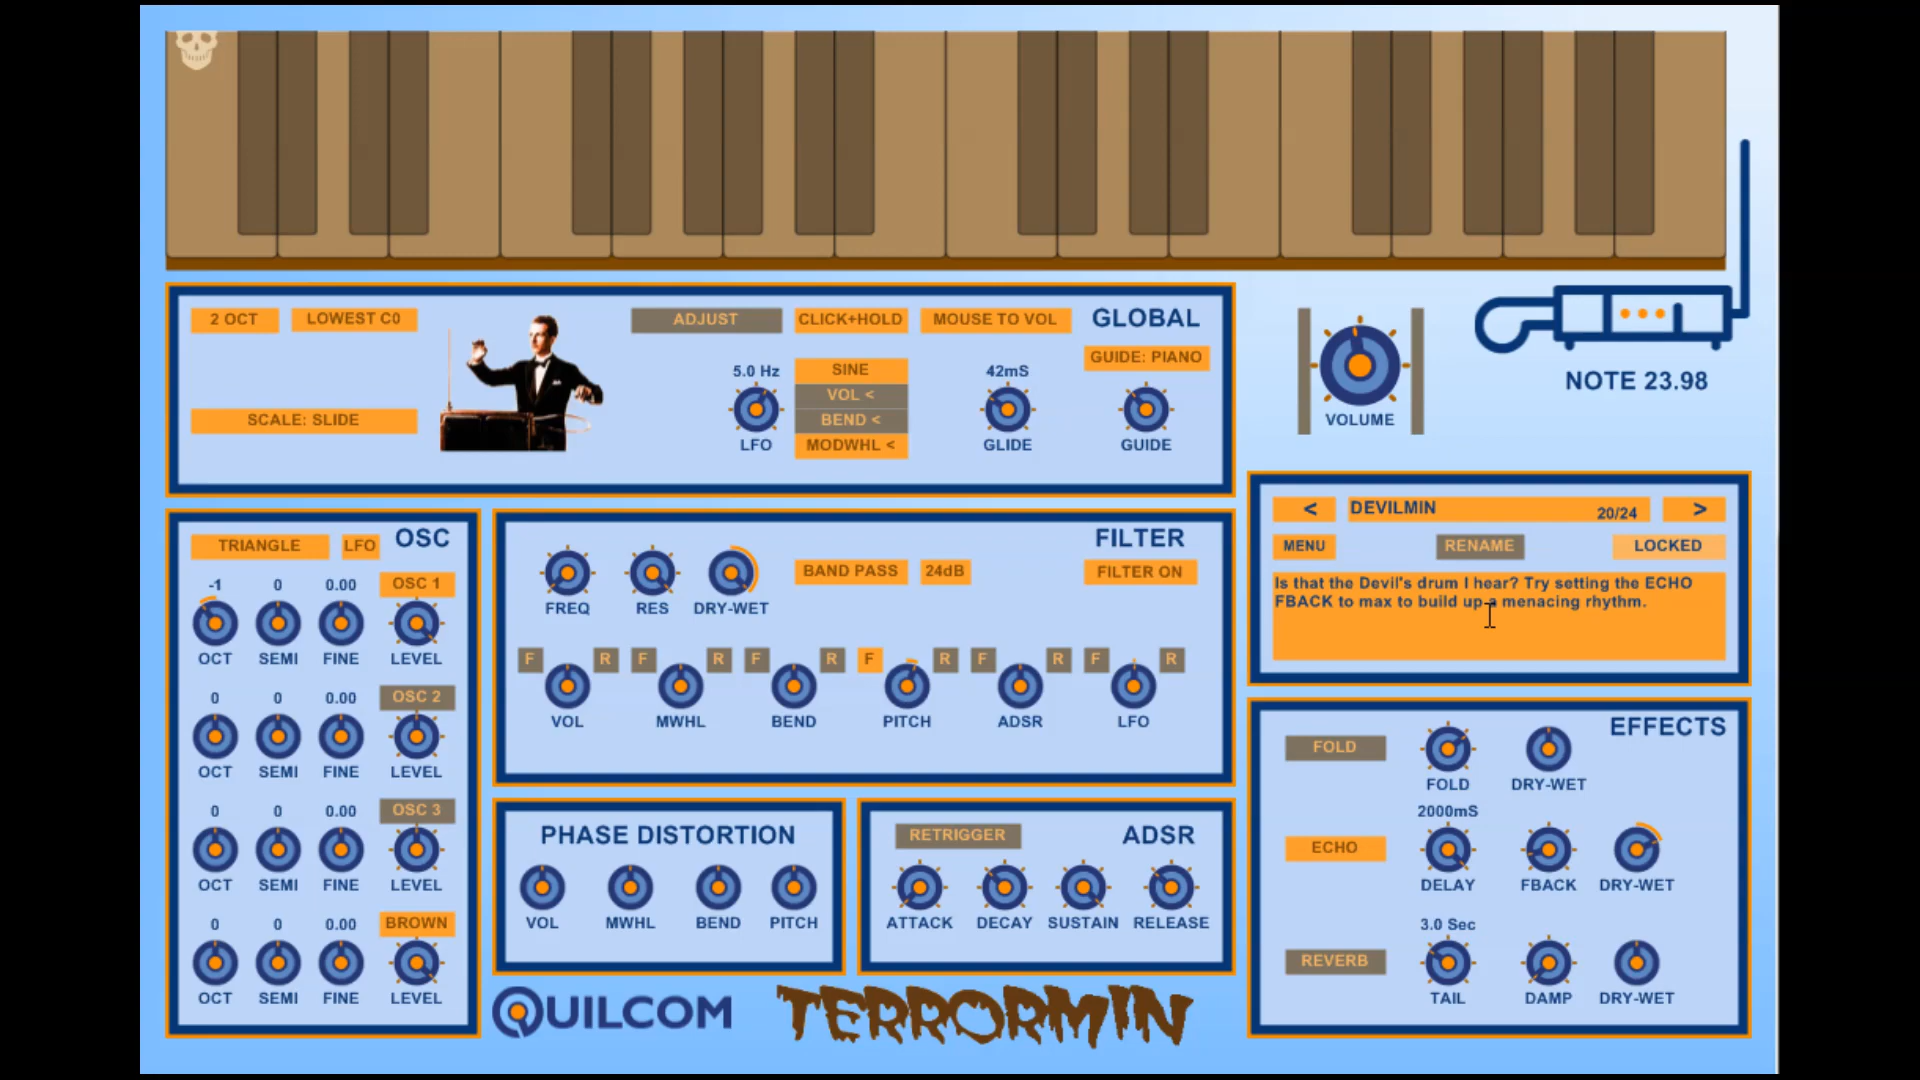 2 OCT
LOWEST C0
ADJUST
CLICK+HOLD
MOUSE TO VOL
GLOBAL
GUIDE: PIANO
5.0 Hz
SINE
VOL <
BEND <
MODWHL <
42mS
SCALE: SLIDE
LFO
GLIDE
GUIDE
VOLUME
NOTE 23.98
<
DEVILMIN
20/24
>
MENU
RENAME
LOCKED
Is that the Devil's drum I hear? Try setting the ECHO
FBACK to max to build up a menacing rhythm.
TRIANGLE
LFO
OSC
-1
0
0.00
OSC 1
OCT
SEMI
FINE
LEVEL
0
0
0.00
OSC 2
OCT
SEMI
FINE
LEVEL
0
0
0.00
OSC 3
OCT
SEMI
FINE
LEVEL
0
0
0.00
BROWN
OCT
SEMI
FINE
LEVEL
FILTER
BAND PASS
24dB
FILTER ON
FREQ
RES
DRY-WET
F
R
F
R
F
R
F
R
F
R
F
R
VOL
MWHL
BEND
PITCH
ADSR
LFO
PHASE DISTORTION
VOL
MWHL
BEND
PITCH
RETRIGGER
ADSR
ATTACK
DECAY
SUSTAIN
RELEASE
EFFECTS
FOLD
FOLD
DRY-WET
2000mS
ECHO
DELAY
FBACK
DRY-WET
3.0 Sec
REVERB
TAIL
DAMP
DRY-WET
QUILCOM
TERRORMIN